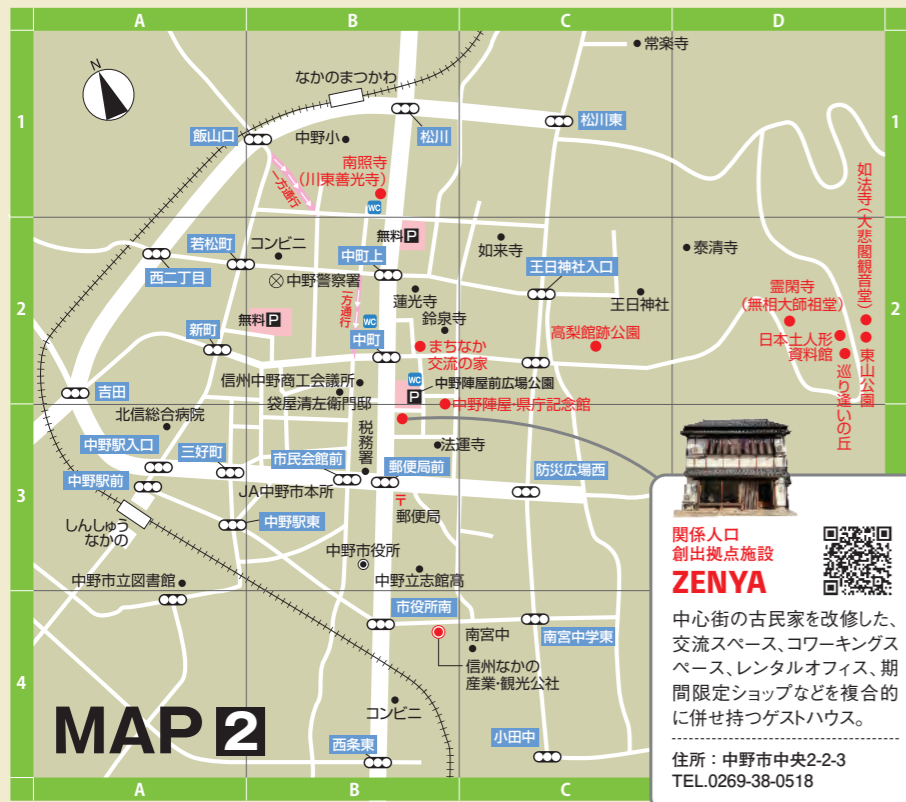 A
B
C
D
N
なかのまつかわ
常楽寺
1
1
飯山口
中野小
松川
松川東
一方通行
南照寺
(川東善光寺)
WC
如法寺(大悲閣観音堂)
無料P
若松町
コンビニ
中町上
如来寺
泰清寺
西二丁目
中野警察署
王日神社入口
2
2
一方通行
蓮光寺
王日神社
霊閑寺
(無相大師祖堂)
無料P
WC
鈴泉寺
新町
中町
まちなか
交流の家
高梨館跡公園
日本土人形
資料館
巡り逢いの丘
東山公園
吉田
信州中野商工会議所
WC
P
中野陣屋前広場公園
袋屋清左衛門邸
中野陣屋・県庁記念館
北信総合病院
税務署
法運寺
中野駅入口
三好町
市民会館前
郵便局前
防災広場西
3
中野駅前
JA中野市本所
〒
郵便局
しんしゅう
なかの
中野駅東
中野市役所
中野市立図書館
中野立志館高
市役所南
南宮中
南宮中学東
信州なかの
産業・観光公社
4
コンビニ
MAP 2
西条東
小田中
A
B
C
関係人口
創出拠点施設
ZENYA
中心街の古民家を改修した、
交流スペース、コワーキングス
ペース、レンタルオフィス、期
間限定ショップなどを複合的
に併せ持つゲストハウス。
住所：中野市中央2-2-3
TEL.0269-38-0518